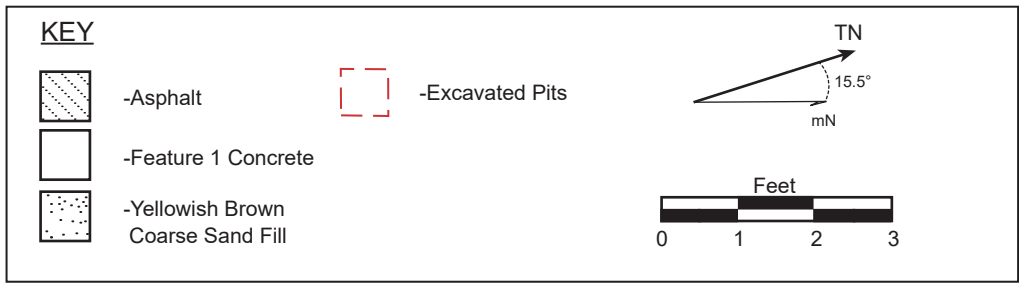 KEY
-Asphalt
-Feature 1 Concrete
-Yellowish Brown
Coarse Sand Fill
-Excavated Pits
TN
15.5°
mN
Feet
0 1 2 3